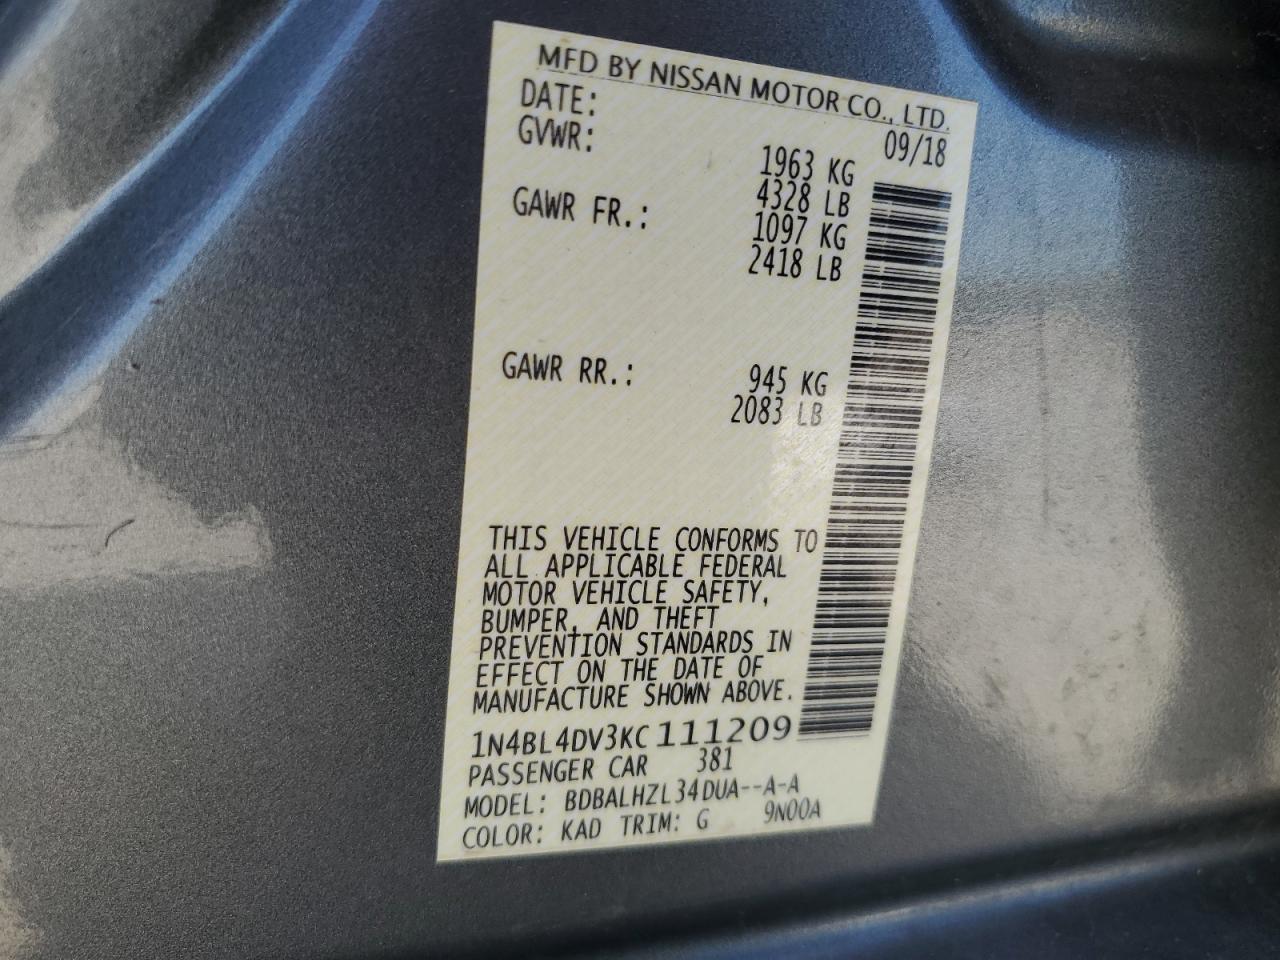 MFD BY NISSAN MOTOR CO., LTD.
DATE: 09/18
GVWR: 1963 KG
4328 LB
GAWR FR.: 1097 KG
2418 LB
GAWR RR.: 945 KG
2083 LB
THIS VEHICLE CONFORMS TO
ALL APPLICABLE FEDERAL
MOTOR VEHICLE SAFETY,
BUMPER, AND THEFT
PREVENTION STANDARDS IN
EFFECT ON THE DATE OF
MANUFACTURE SHOWN ABOVE.
1N4BL4DV3KC111209
PASSENGER CAR 381
MODEL: BDBALHZL34DUA--A-A
COLOR: KAD TRIM: G 9N00A